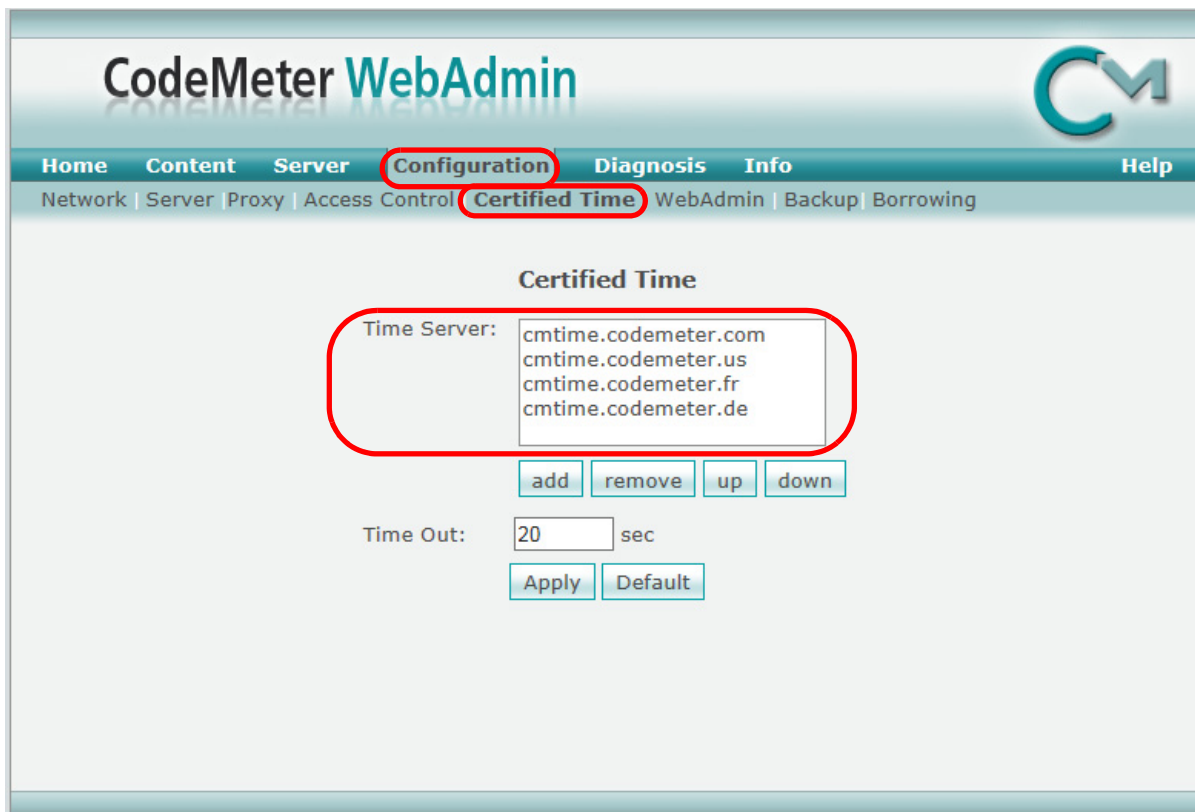 CodeMeter WebAdmin
CM
Home Content Server Configuration Diagnosis Info Help
Network | Server |Proxy | Access Control | Certified Time | WebAdmin | Backup| Borrowing
Certified Time
Time Server:
cmtime.codemeter.com
cmtime.codemeter.us
cmtime.codemeter.fr
cmtime.codemeter.de
add remove up down
Time Out: 20 sec
Apply Default